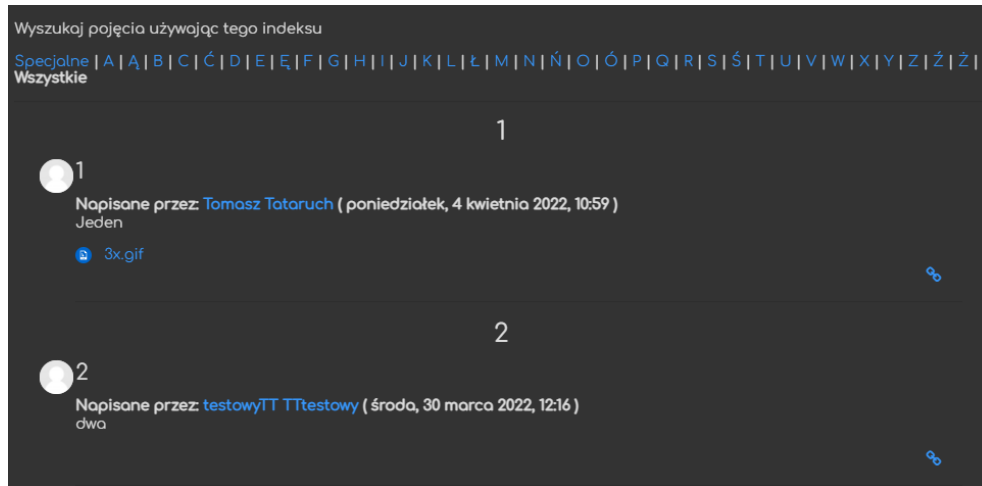 Wyszukaj pojęcia używając tego indeksu
Specjalne | A | Ą | B | C | Ć | D | E | Ę | F | G | H | I | J | K | L | Ł | M | N | Ń | O | Ó | P | Q | R | S | Ś | T | U | V | W | X | Y | Z | Ź | Ż |
Wszystkie
1
1
Napisane przez: Tomasz Tataruch ( poniedziałek, 4 kwietnia 2022, 10:59 )
Jeden
3x.gif
2
2
Napisane przez: testowyTT TTtestowy ( środa, 30 marca 2022, 12:16 )
dwa